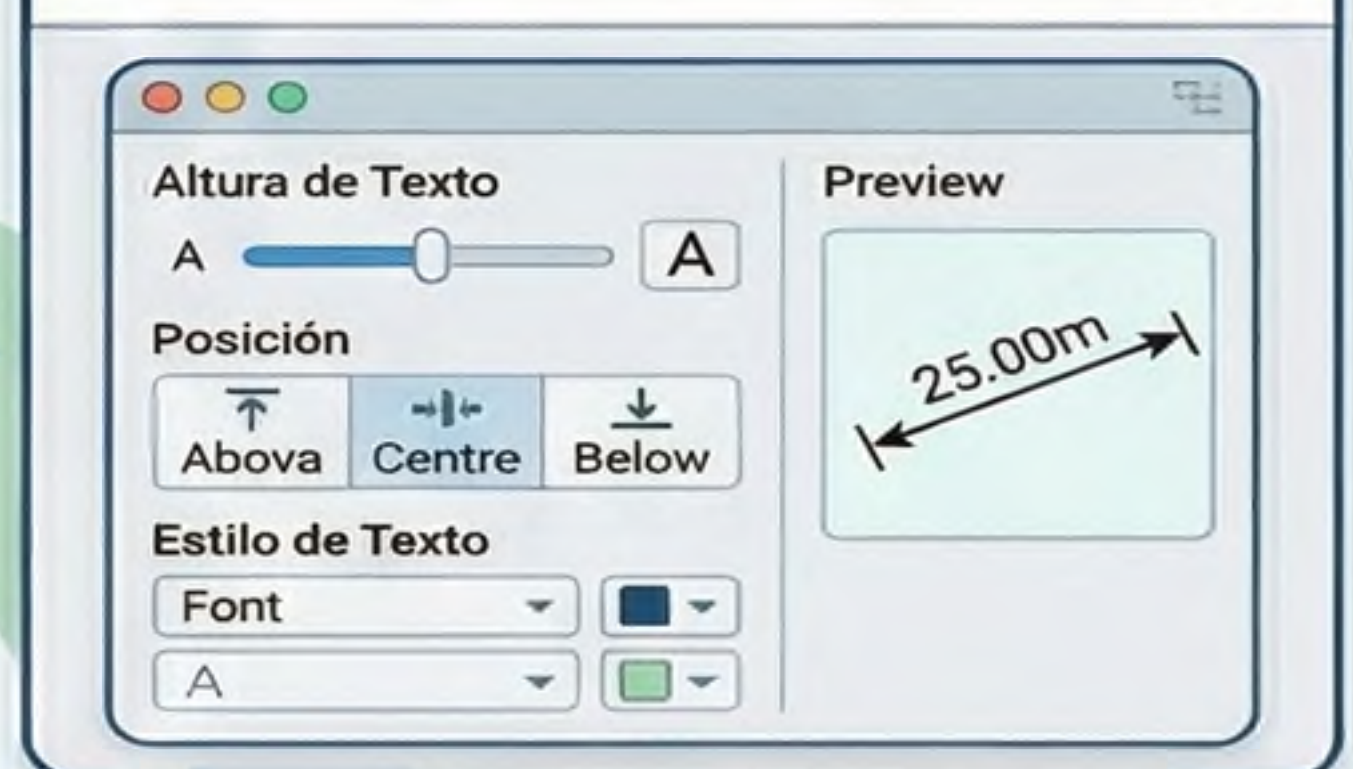 Altura de Texto
A
A
Posición
Abova
Centre
Below
Estilo de Texto
Font
A
Preview
25.00m